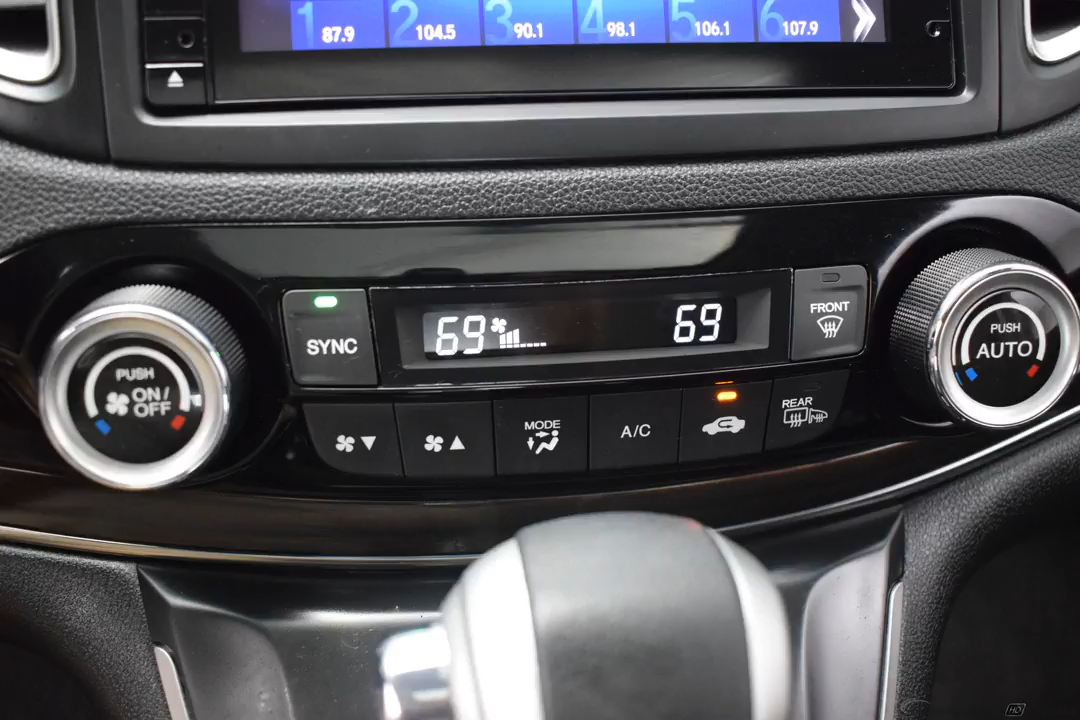 1 87.9 2 104.5 3 90.1 4 98.1 5 106.1 6 107.9
69 69
SYNC
FRONT
PUSH
ON/
OFF
PUSH
AUTO
MODE
A/C
REAR
HD